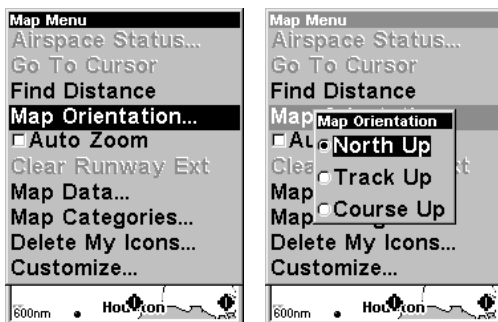 Map Menu
Airspace Status...
Go To Cursor
Find Distance
Map Orientation...
Auto Zoom
Clear Runway Ext
Map Data...
Map Categories...
Delete My Icons...
Customize...
600nm
Houston
Map Menu
Airspace Status...
Go To Cursor
Find Distance
Map Orientation
North Up
Track Up
Course Up
Delete My Icons...
Customize...
600nm
Houston